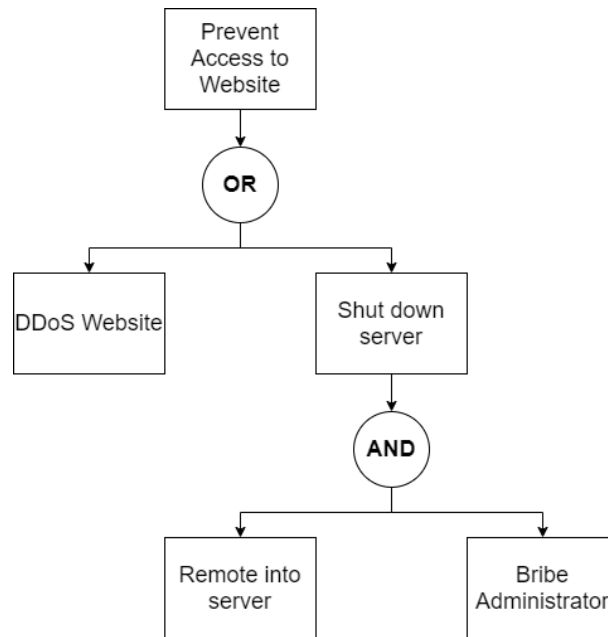 Prevent
Access to
Website
OR
DDoS Website
Shut down
server
AND
Remote into
server
Bribe
Administrator